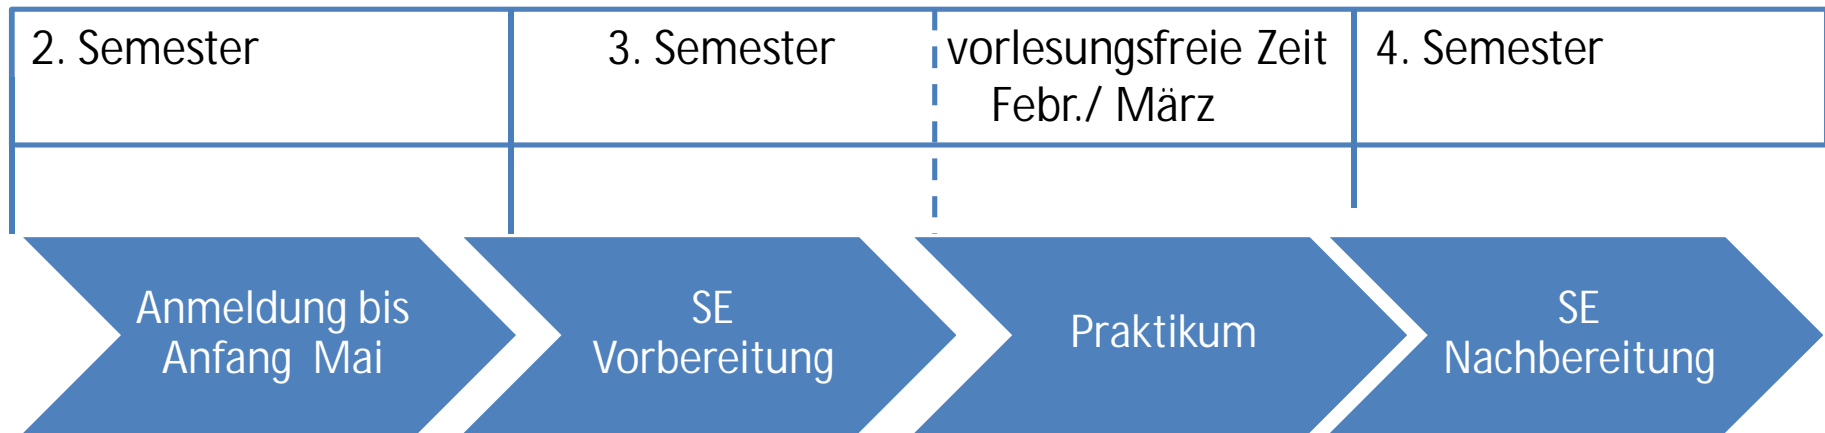 2. Semester
3. Semester
vorlesungsfreie Zeit
Febr./ März
4. Semester
Anmeldung bis
Anfang Mai
SE
Vorbereitung
Praktikum
SE
Nachbereitung